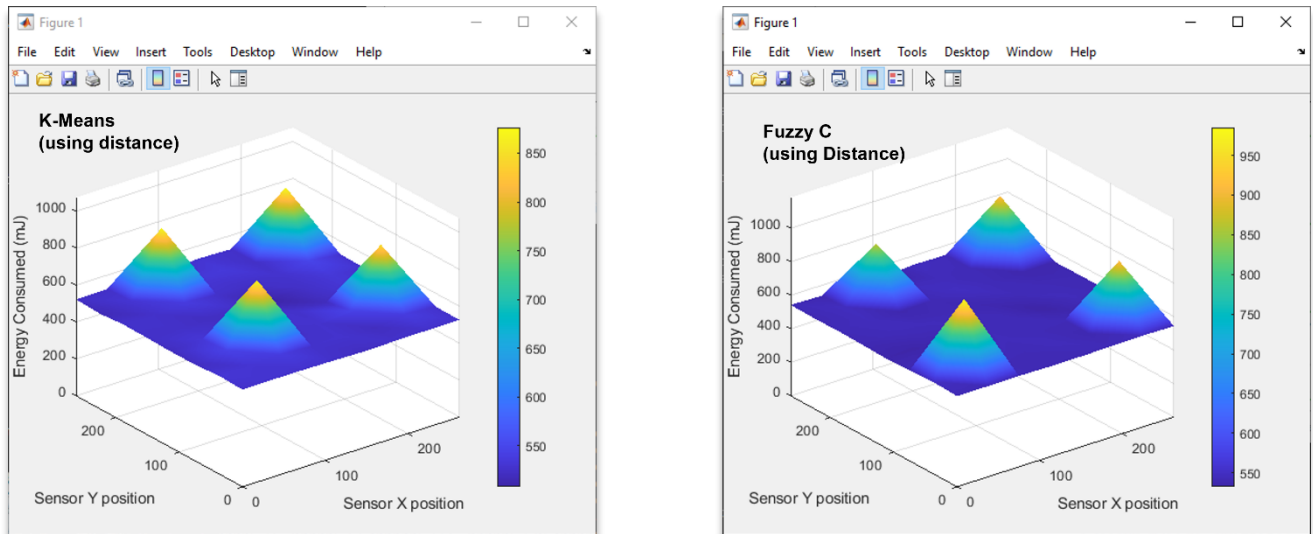 Figure 1
File Edit View Insert Tools Desktop Window Help
K-Means
(using distance)
850
800
750
700
650
600
550
1000
800
600
400
200
0
Energy Consumed (mJ)
200
100
0
Sensor Y position
0
100
200
Sensor X position
Figure 1
File Edit View Insert Tools Desktop Window Help
Fuzzy C
(using Distance)
950
900
850
800
750
700
650
600
550
1000
800
600
400
200
0
Energy Consumed (mJ)
200
100
0
Sensor Y position
0
100
200
Sensor X position